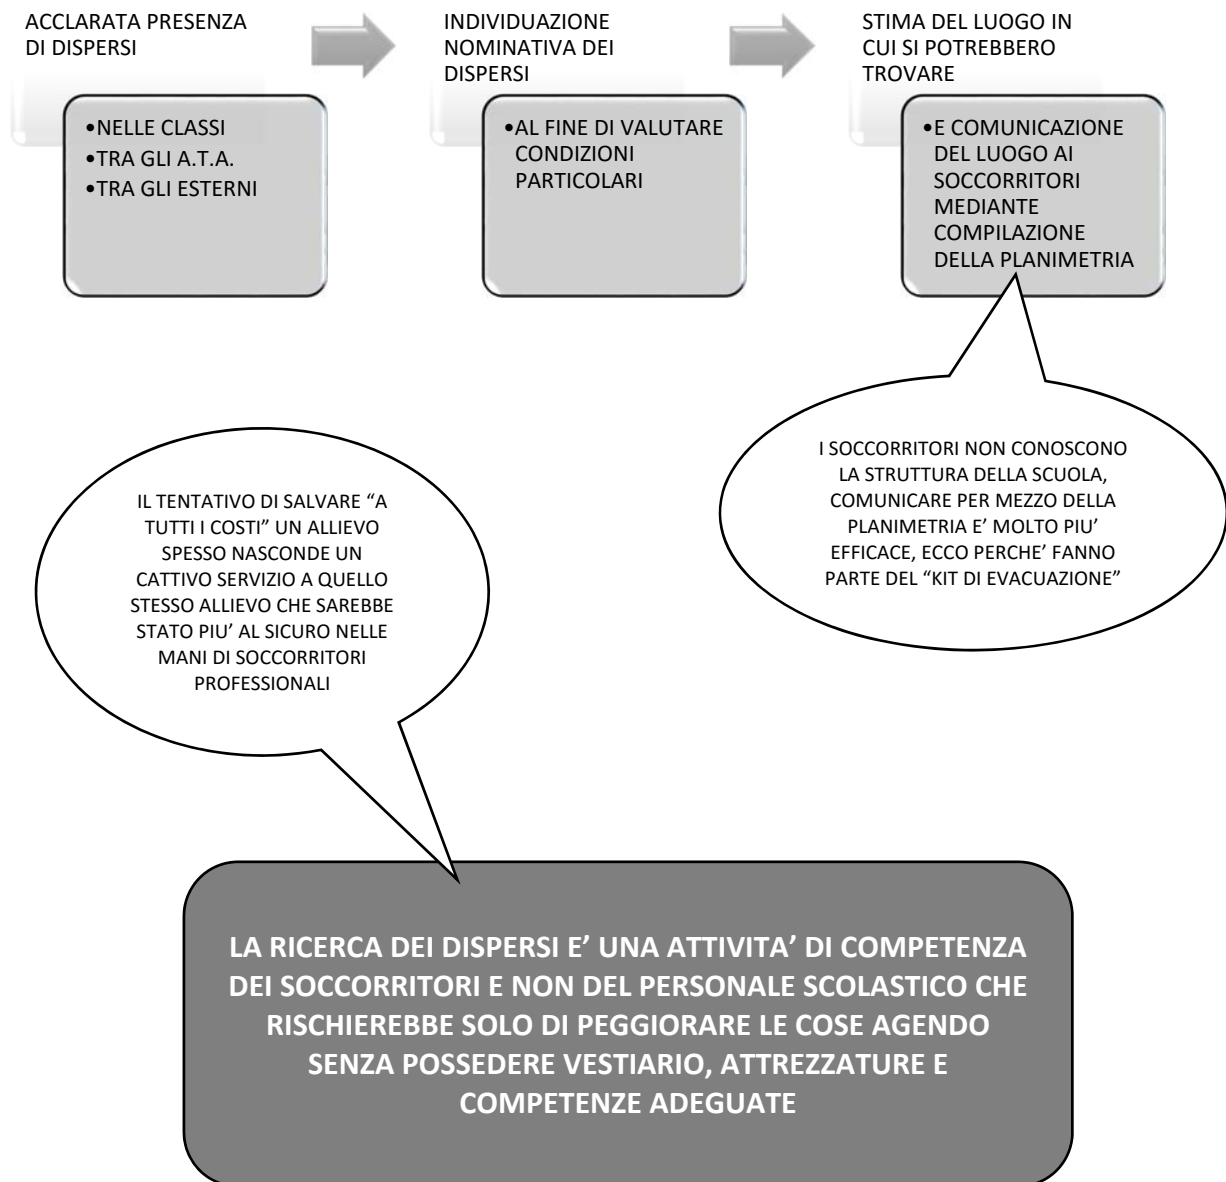 ACCLARATA PRESENZA
DI DISPERSI
•NELLE CLASSI
•TRA GLI A.T.A.
•TRA GLI ESTERNI
INDIVIDUAZIONE
NOMINATIVA DEI
DISPERSI
•AL FINE DI VALUTARE
CONDIZIONI
PARTICOLARI
STIMA DEL LUOGO IN
CUI SI POTREBBERO
TROVARE
•E COMUNICAZIONE
DEL LUOGO AI
SOCCORRITORI
MEDIANTE
COMPILAZIONE
DELLA PLANIMETRIA
I SOCCORRITORI NON CONOSCONO
LA STRUTTURA DELLA SCUOLA,
COMUNICARE PER MEZZO DELLA
PLANIMETRIA E’ MOLTO PIU’
EFFICACE, ECCO PERCHE’ FANNO
PARTE DEL “KIT DI EVACUAZIONE”
IL TENTATIVO DI SALVARE “A
TUTTI I COSTI” UN ALLIEVO
SPESSO NASCONDE UN
CATTIVO SERVIZIO A QUELLO
STESSO ALLIEVO CHE SAREBBE
STATO PIU’ AL SICURO NELLE
MANI DI SOCCORRITORI
PROFESSIONALI
LA RICERCA DEI DISPERSI E’ UNA ATTIVITA’ DI COMPETENZA
DEI SOCCORRITORI E NON DEL PERSONALE SCOLASTICO CHE
RISCHIEREBBE SOLO DI PEGGIORARE LE COSE AGENDO
SENZA POSSEDERE VESTIARIO, ATTREZZATURE E
COMPETENZE ADEGUATE